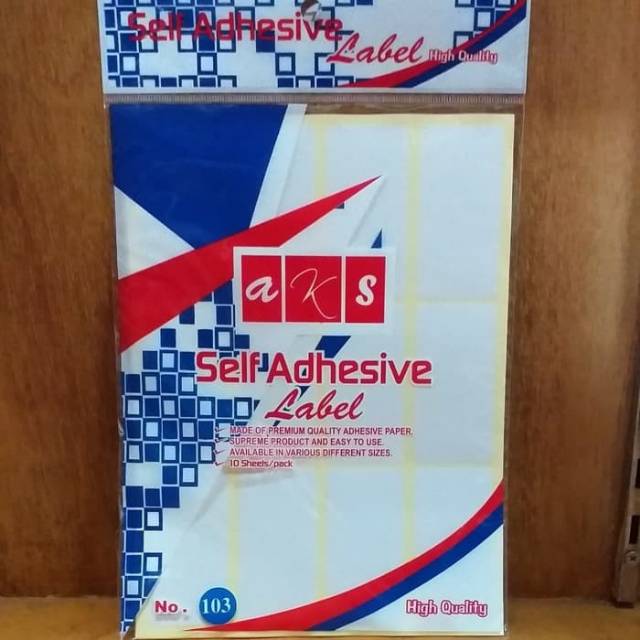 Self Adhesive
Label High Quality
aKs
Self Adhesive
Label
MADE OF PREMIUM QUALITY ADHESIVE PAPER.
SUPREME PRODUCT AND EASY TO USE.
AVAILABLE IN VARIOUS DIFFERENT SIZES.
10 Sheets/pack
No. 103
High Quality